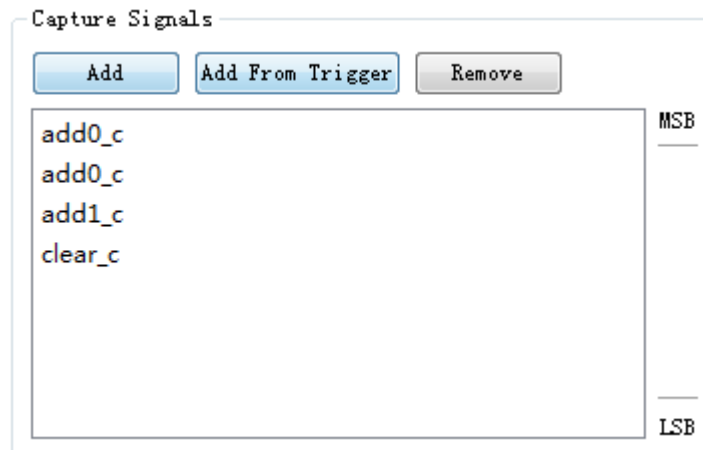 Capture Signals
Add Add From Trigger Remove
MSB
add0_c
add0_c
add1_c
clear_c
LSB